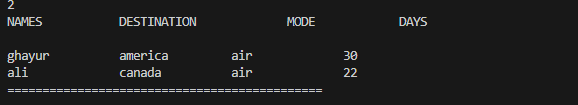 2
NAMES DESTINATION MODE DAYS
ghayur america air 30
ali canada air 22
=============================================